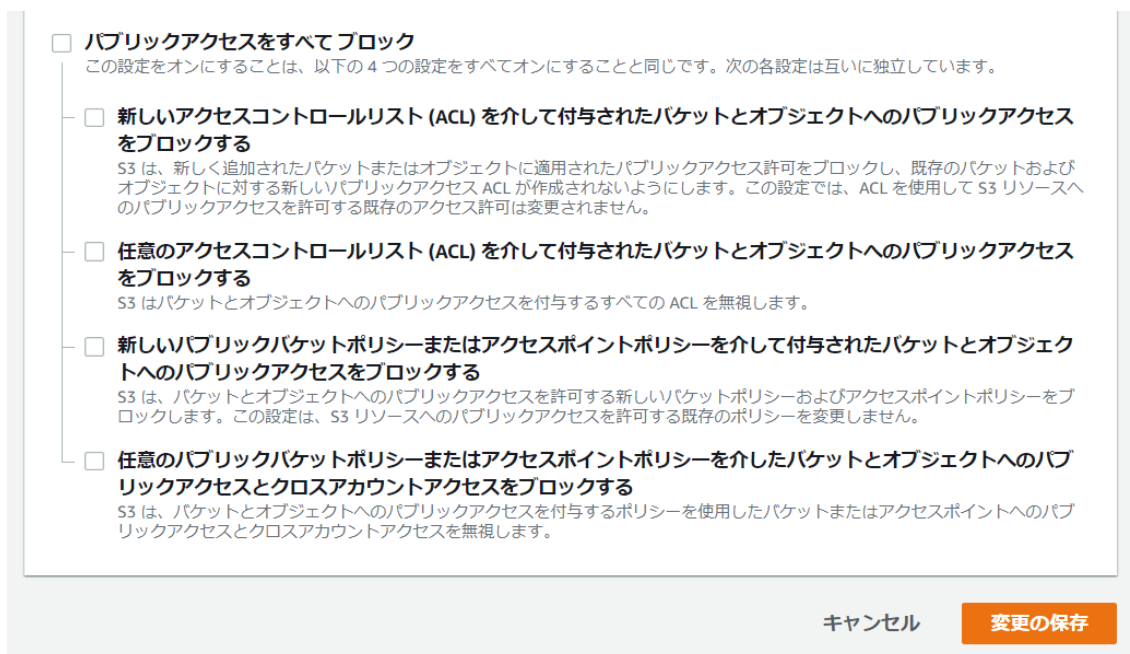 パブリックアクセスをすべて ブロック
この設定をオンにすることは、以下の 4 つの設定をすべてオンにすることと同じです。次の各設定は互いに独立しています。
新しいアクセスコントロールリスト (ACL) を介して付与されたバケットとオブジェクトへのパブリックアクセス
をブロックする
S3 は、新しく追加されたバケットまたはオブジェクトに適用されたパブリックアクセス許可をブロックし、既存のバケットおよび
オブジェクトに対する新しいパブリックアクセス ACL が作成されないようにします。この設定では、ACL を使用して S3 リソースへ
のパブリックアクセスを許可する既存のアクセス許可は変更されません。
任意のアクセスコントロールリスト (ACL) を介して付与されたバケットとオブジェクトへのパブリックアクセス
をブロックする
S3 はバケットとオブジェクトへのパブリックアクセスを付与するすべての ACL を無視します。
新しいパブリックバケットポリシーまたはアクセスポイントポリシーを介して付与されたバケットとオブジェク
トへのパブリックアクセスをブロックする
S3 は、バケットとオブジェクトへのパブリックアクセスを許可する新しいバケットポリシーおよびアクセスポイントポリシーをブ
ロックします。この設定は、S3 リソースへのパブリックアクセスを許可する既存のポリシーを変更しません。
任意のパブリックバケットポリシーまたはアクセスポイントポリシーを介したバケットとオブジェクトへのパブ
リックアクセスとクロスアカウントアクセスをブロックする
S3 は、バケットとオブジェクトへのパブリックアクセスを付与するポリシーを使用したバケットまたはアクセスポイントへのパブ
リックアクセスとクロスアカウントアクセスを無視します。
キャンセル
変更の保存